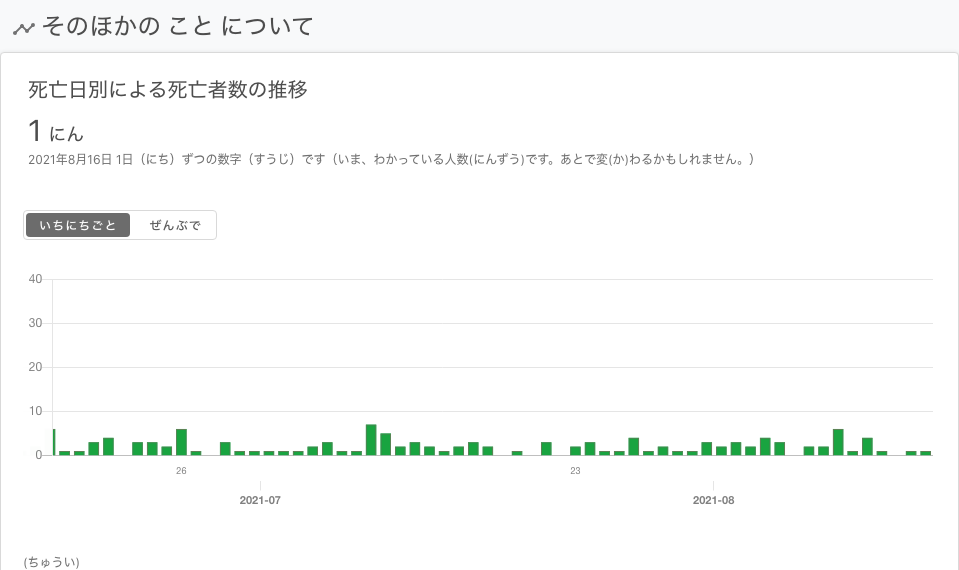 そのほかの こと について
死亡日別による死亡者数の推移
1 にん
2021年8月16日 1日（にち）ずつの数字（すうじ）です（いま、わかっている人数(にんずう)です。あとで変(か)わるかもしれません。）
いちにちごと ぜんぶで
40
30
20
10
0
26 23
2021-07 2021-08
(ちゅうい)